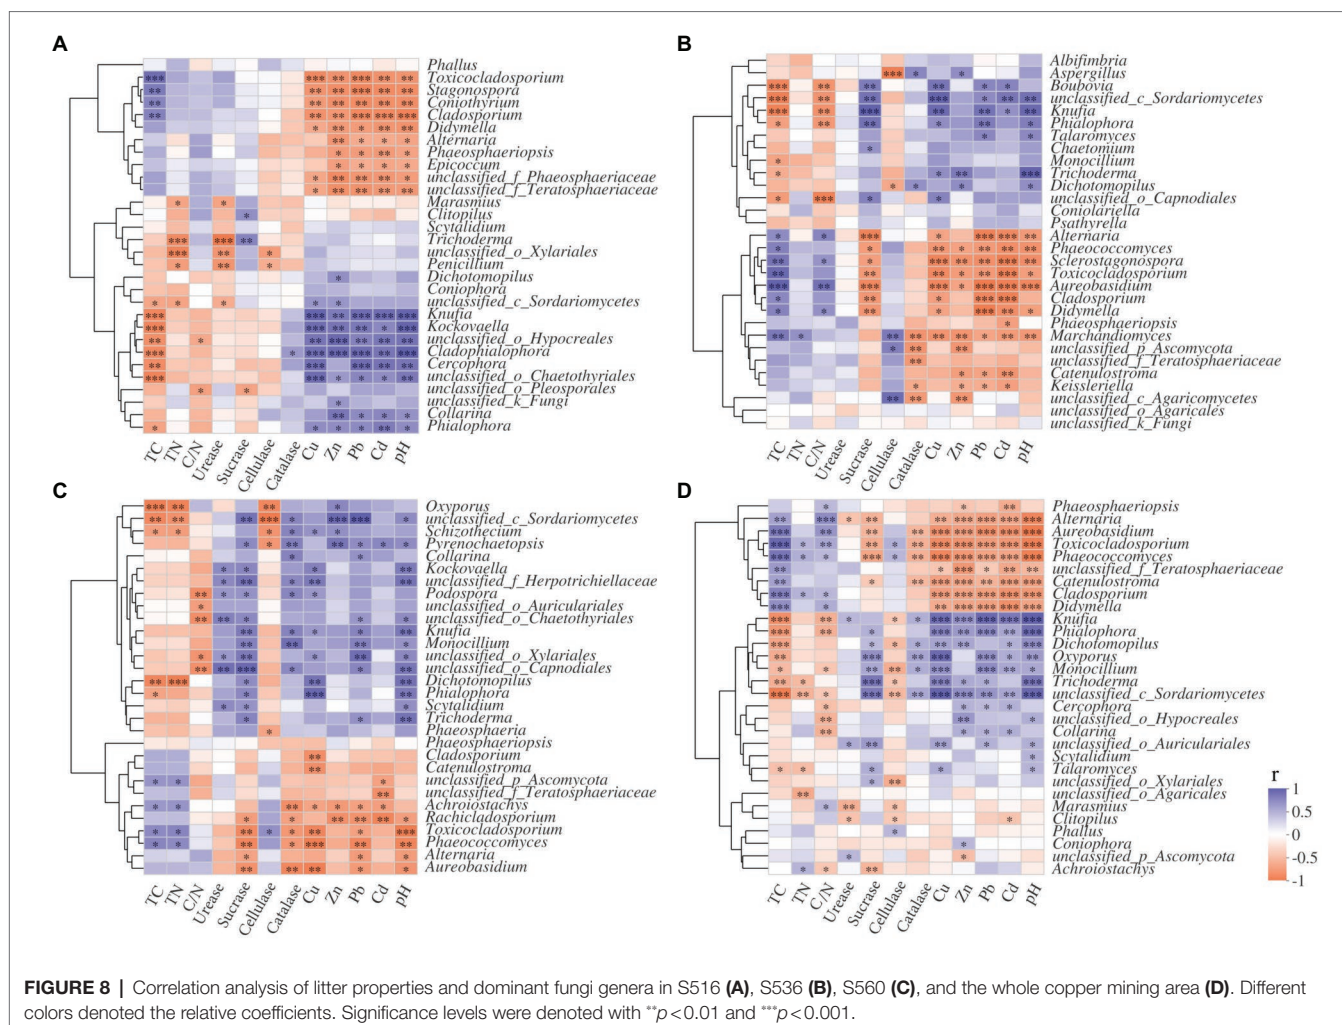 A
Phallus
Toxicocladosporium
Stagonospora
Coniothyrium
Cladosporium
Didymella
Alternaria
Phaeosphaeriopsis
Epicoccum
unclassified_f_Phaeosphaeriaceae
unclassified_f_Teratosphaeriaceae
Marasmius
Clitopilus
Scytalidium
Trichoderma
unclassified_o_Xylariales
Penicillium
Dichotomopilus
Coniophora
unclassified_c_Sordariomycetes
Knufia
Kockovaella
unclassified_o_Hypocreales
Cladophialophora
Cercophora
unclassified_o_Chaetothyriales
unclassified_o_Pleosporales
unclassified_k_Fungi
Collarina
Phialophora
TC TN C/N Urease Sucrase Cellulase Catalase Cu Zn Pb Cd pH
B
Albifimbria
Aspergillus
Boubovia
unclassified_c_Sordariomycetes
Knufia
Phialophora
Talaromyces
Chaetomium
Monocillium
Trichoderma
Dichotomopilus
unclassified_o_Capnodiales
Coniolariella
Psathyrella
Alternaria
Phaeococcomyces
Sclerostagonospora
Toxicocladosporium
Aureobasidium
Cladosporium
Didymella
Phaeosphaeriopsis
Marchandiomyces
unclassified_p_Ascomycota
unclassified_f_Teratosphaeriaceae
Catenulostroma
Keissleriella
unclassified_c_Agaricomycetes
unclassified_o_Agaricales
unclassified_k_Fungi
TC TN C/N Urease Sucrase Cellulase Catalase Cu Zn Pb Cd pH
C
Oxyporus
unclassified_c_Sordariomycetes
Schizothecium
Pyrenochaetopsis
Collarina
Kockovaella
unclassified_f_Herpotrichiellaceae
Podospora
unclassified_o_Auriculariales
unclassified_o_Chaetothyriales
Knufia
Monocillium
unclassified_o_Xylariales
unclassified_o_Capnodiales
Dichotomopilus
Phialophora
Scytalidium
Trichoderma
Phaeosphaeria
Phaeosphaeriopsis
Cladosporium
Catenulostroma
unclassified_p_Ascomycota
unclassified_f_Teratosphaeriaceae
Achroiostachys
Rachicladosporium
Toxicocladosporium
Phaeococcomyces
Alternaria
Aureobasidium
TC TN C/N Urease Sucrase Cellulase Catalase Cu Zn Pb Cd pH
D
Phaeosphaeriopsis
Alternaria
Aureobasidium
Toxicocladosporium
Phaeococcomyces
unclassified_f_Teratosphaeriaceae
Catenulostroma
Cladosporium
Didymella
Knufia
Phialophora
Dichotomopilus
Oxyporus
Monocillium
Trichoderma
unclassified_c_Sordariomycetes
Cercophora
unclassified_o_Hypocreales
Collarina
unclassified_o_Auriculariales
Scytalidium
Talaromyces
unclassified_o_Xylariales
unclassified_o_Agaricales
Marasmius
Clitopilus
Phallus
Coniophora
unclassified_p_Ascomycota
Achroiostachys
TC TN C/N Urease Sucrase Cellulase Catalase Cu Zn Pb Cd pH
r
1
0.5
0
-0.5
-1
FIGURE 8 | Correlation analysis of litter properties and dominant fungi genera in S516 (A), S536 (B), S560 (C), and the whole copper mining area (D). Different
colors denoted the relative coefficients. Significance levels were denoted with **p<0.01 and ***p<0.001.